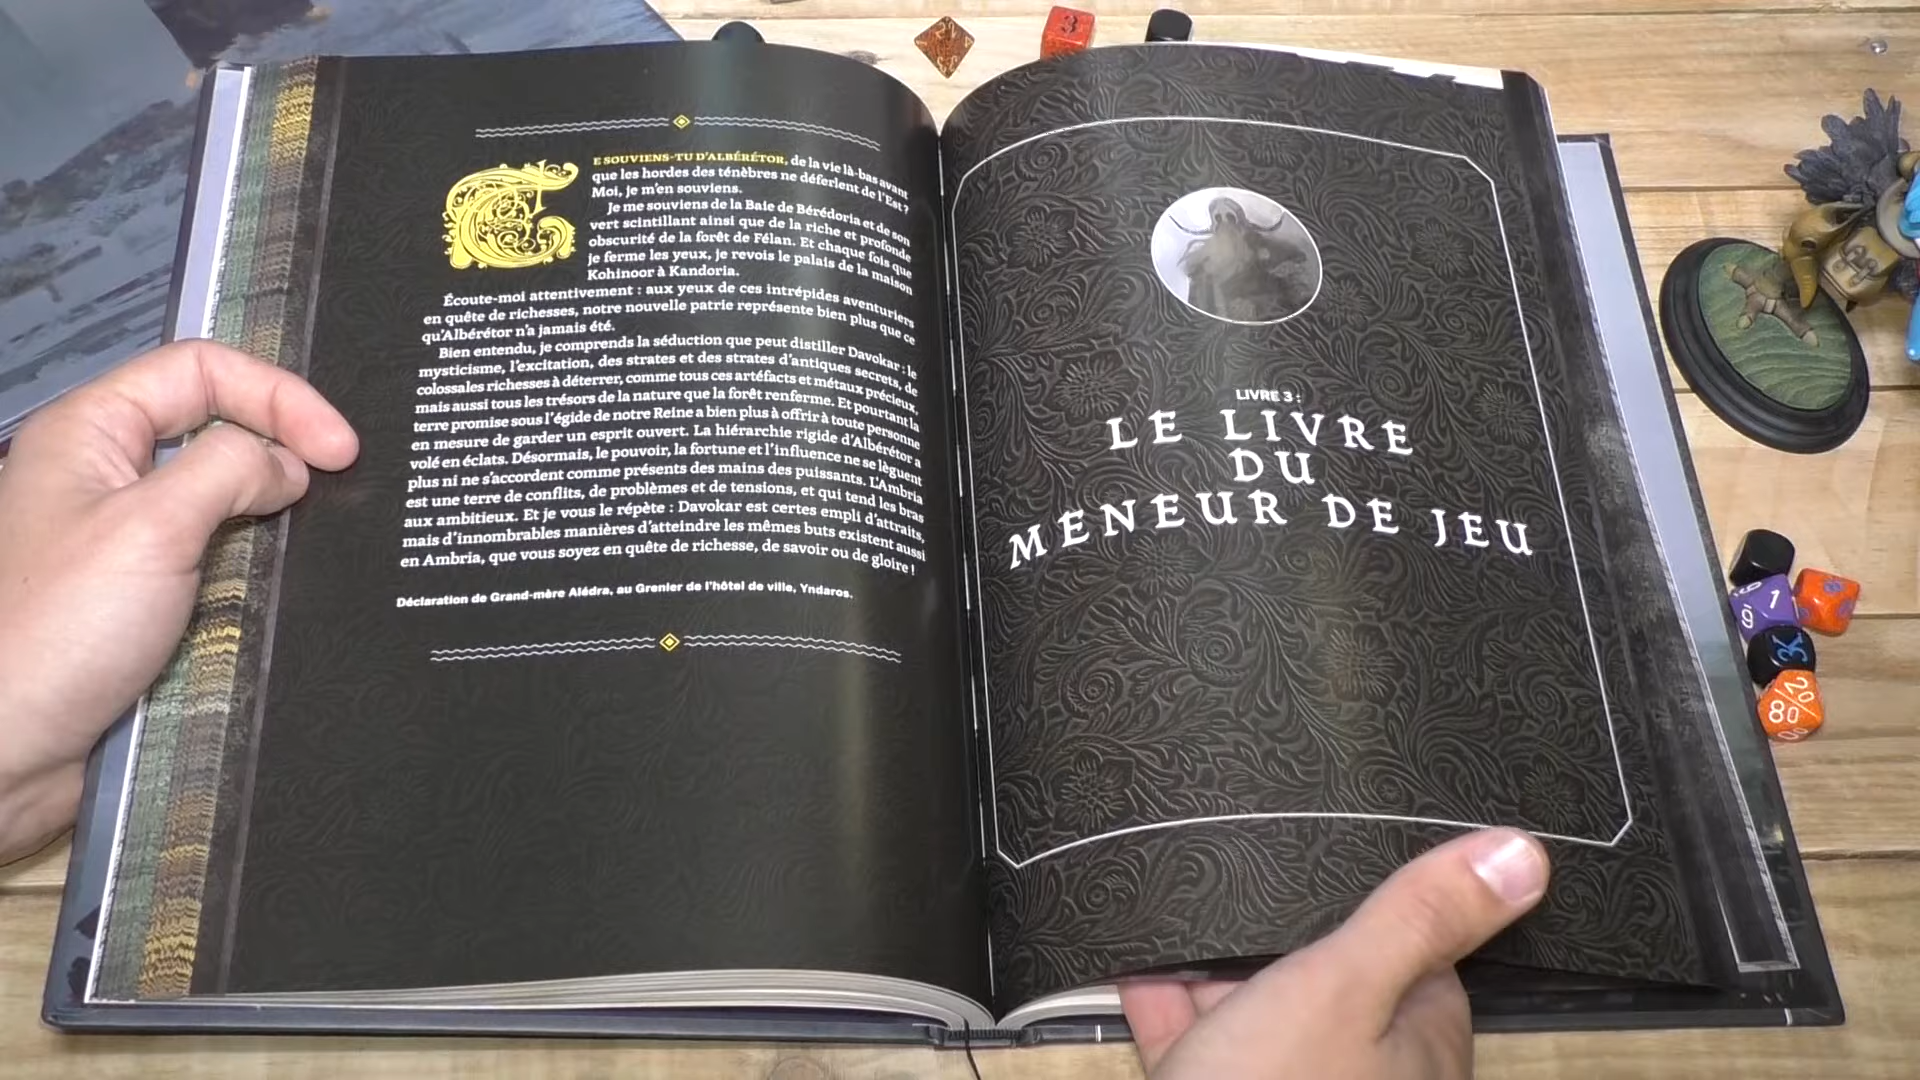 TE SOUVIENS-TU D'ALBÉRÉTOR, de la vie là-bas avant
que les hordes des ténèbres ne déferlent de l'Est ?
Moi, je m'en souviens.
Je me souviens de la Baie de Bérédoria et de son
vert scintillant ainsi que de la riche et profonde
obscurité de la forêt de Félan. Et chaque fois que
je ferme les yeux, je revois le palais de la maison
Kohinoor à Kandoria.
Écoute-moi attentivement : aux yeux de ces intrépides aventuriers
en quête de richesses, notre nouvelle patrie représente bien plus que ce
qu'Albérétor n'a jamais été.
Bien entendu, je comprends la séduction que peut distiller Davokar : le
mysticisme, l'excitation, des strates et des strates d'antiques secrets, de
colossales richesses à déterrer, comme tous ces artéfacts et métaux précieux,
mais aussi tous les trésors de la nature que la forêt renferme. Et pourtant la
terre promise sous l'égide de notre Reine a bien plus à offrir à toute personne
en mesure de garder un esprit ouvert. La hiérarchie rigide d'Albérétor a
volé en éclats. Désormais, le pouvoir, la fortune et l'influence ne se lèguent
plus ni ne s'accordent comme présents des mains des puissants. L'Ambria
est une terre de conflits, de problèmes et de tensions, et qui tend les bras
aux ambitieux. Et je vous le répète : Davokar est certes empli d'attraits,
mais d'innombrables manières d'atteindre les mêmes buts existent aussi
en Ambria, que vous soyez en quête de richesse, de savoir ou de gloire !
Déclaration de Grand-mère Alédra, au Grenier de l'hôtel de ville, Yndaros.
LIVRE 3 :
LE LIVRE
DU
MENEUR DE JEU
3
1
9
20
80